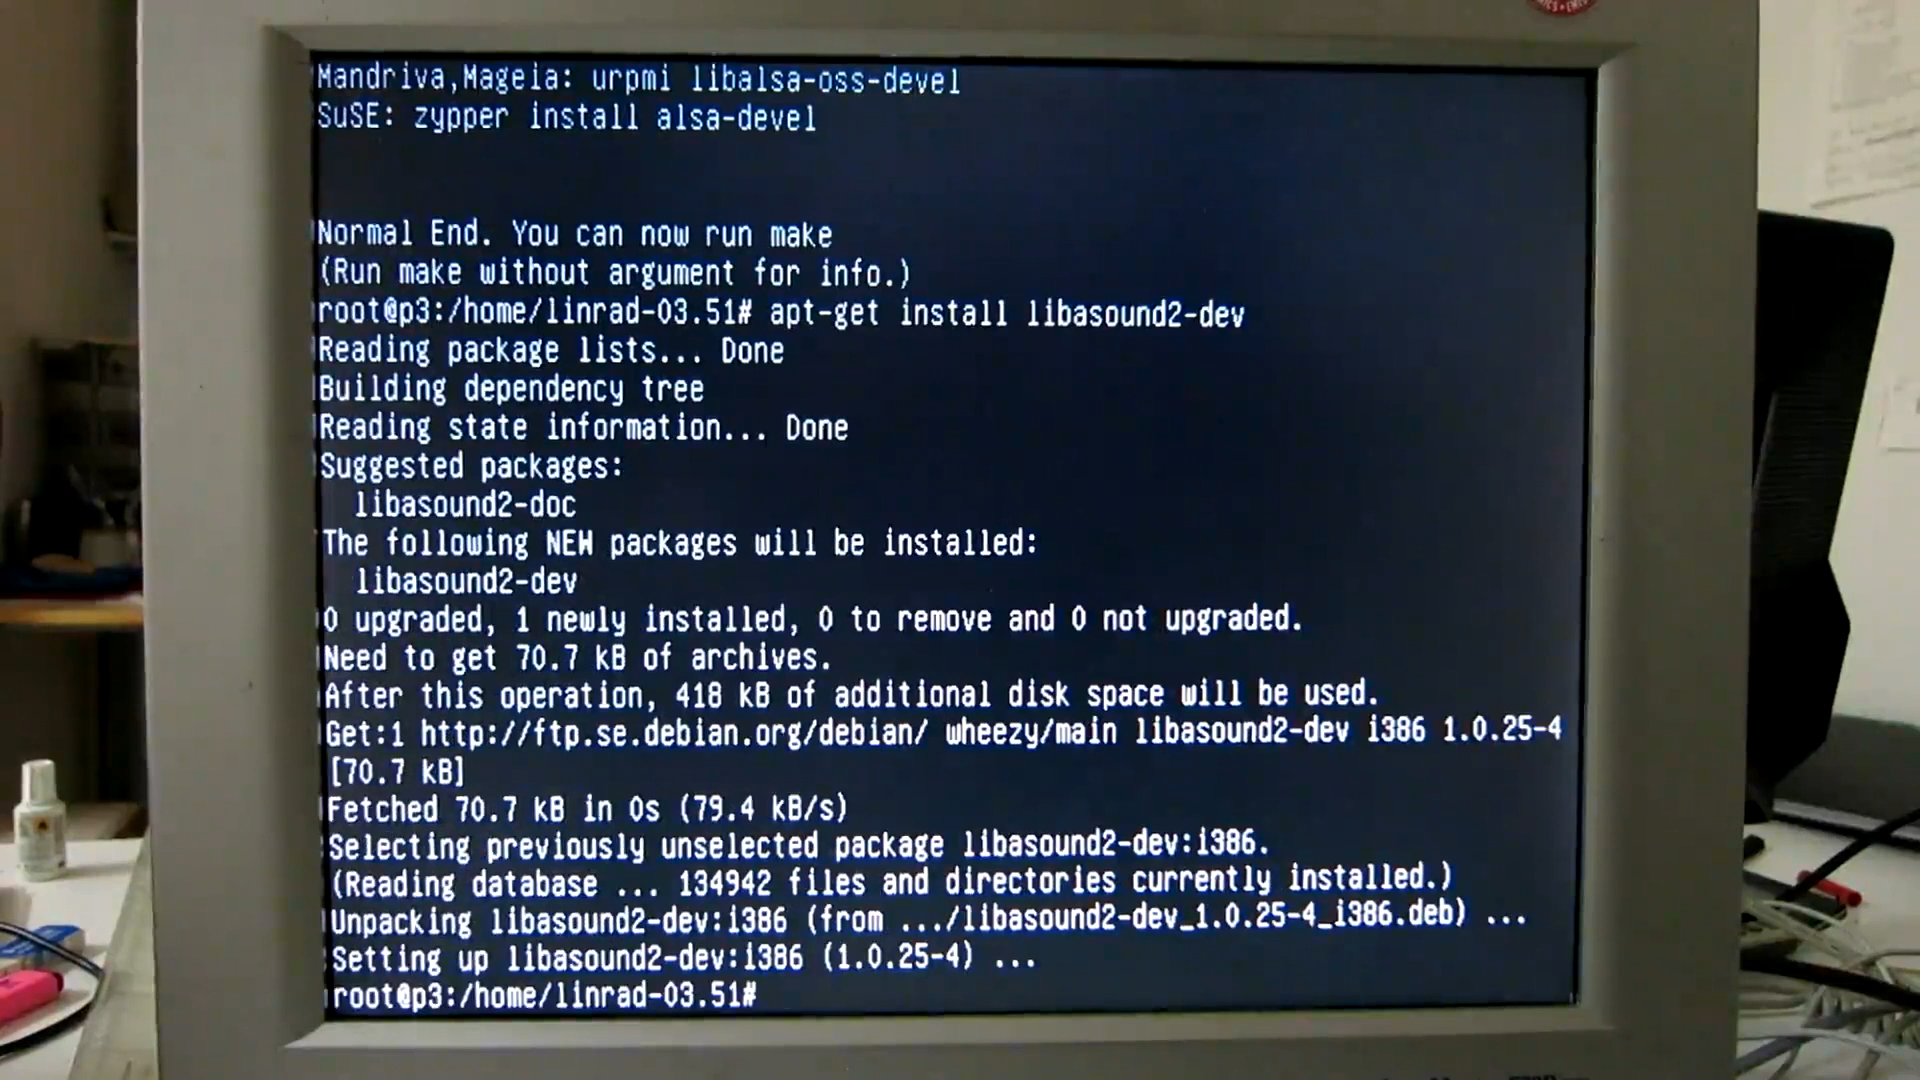 Mandriva,Mageia: urpmi libalsa-oss-devel
SuSE: zypper install alsa-devel
Normal End. You can now run make
(Run make without argument for info.)
root@p3:/home/linrad-03.51# apt-get install libasound2-dev
Reading package lists... Done
Building dependency tree
Reading state information... Done
Suggested packages:
libasound2-doc
The following NEW packages will be installed:
libasound2-dev
0 upgraded, 1 newly installed, 0 to remove and 0 not upgraded.
Need to get 70.7 kB of archives.
After this operation, 418 kB of additional disk space will be used.
Get:1 http://ftp.se.debian.org/debian/ wheezy/main libasound2-dev i386 1.0.25-4
[70.7 kB]
Fetched 70.7 kB in 0s (79.4 kB/s)
Selecting previously unselected package libasound2-dev:i386.
(Reading database ... 134942 files and directories currently installed.)
Unpacking libasound2-dev:i386 (from .../libasound2-dev_1.0.25-4_i386.deb) ...
Setting up libasound2-dev:i386 (1.0.25-4) ...
root@p3:/home/linrad-03.51#